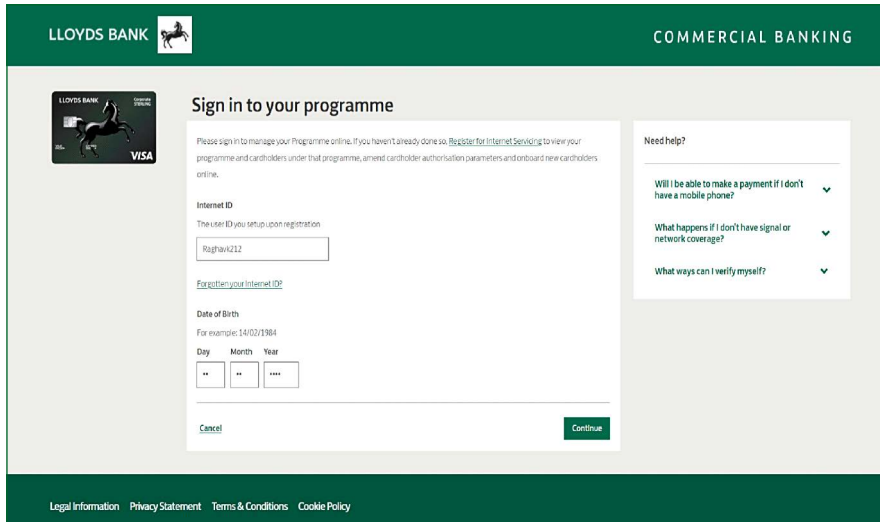 LLOYDS BANK
COMMERCIAL BANKING
LLOYDS BANK
Corporate
VISA
Sign in to your programme
Please sign in to manage your Programme online. If you haven't already done so, Register for Internet Servicing to view your
programme and cardholders under that programme, amend cardholder authorisation parameters and onboard new cardholders
online.
Internet ID
The user ID you setup upon registration
Raghavk212
Forgotten your Internet ID?
Date of Birth
For example: 14/02/1984
Day Month Year
•• •• ••••
Cancel
Continue
Need help?
Will I be able to make a payment if I don't
have a mobile phone?
What happens if I don't have signal or
network coverage?
What ways can I verify myself?
Legal Information Privacy Statement Terms & Conditions Cookie Policy